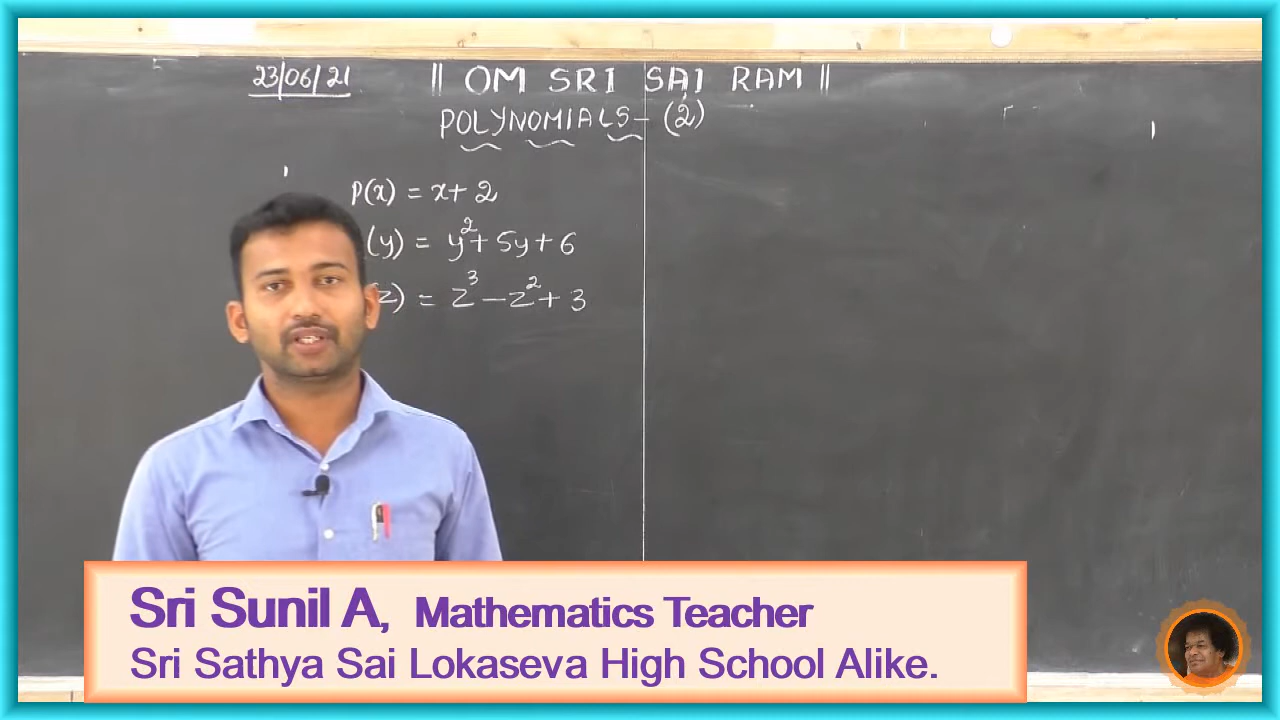 23/06/21
|| OM SRI SAI RAM ||
POLYNOMIALS - (2)
P(x) = x + 2
(y) = y² + 5y + 6
(z) = z³ - z² + 3
Sri Sunil A, Mathematics Teacher
Sri Sathya Sai Lokaseva High School Alike.